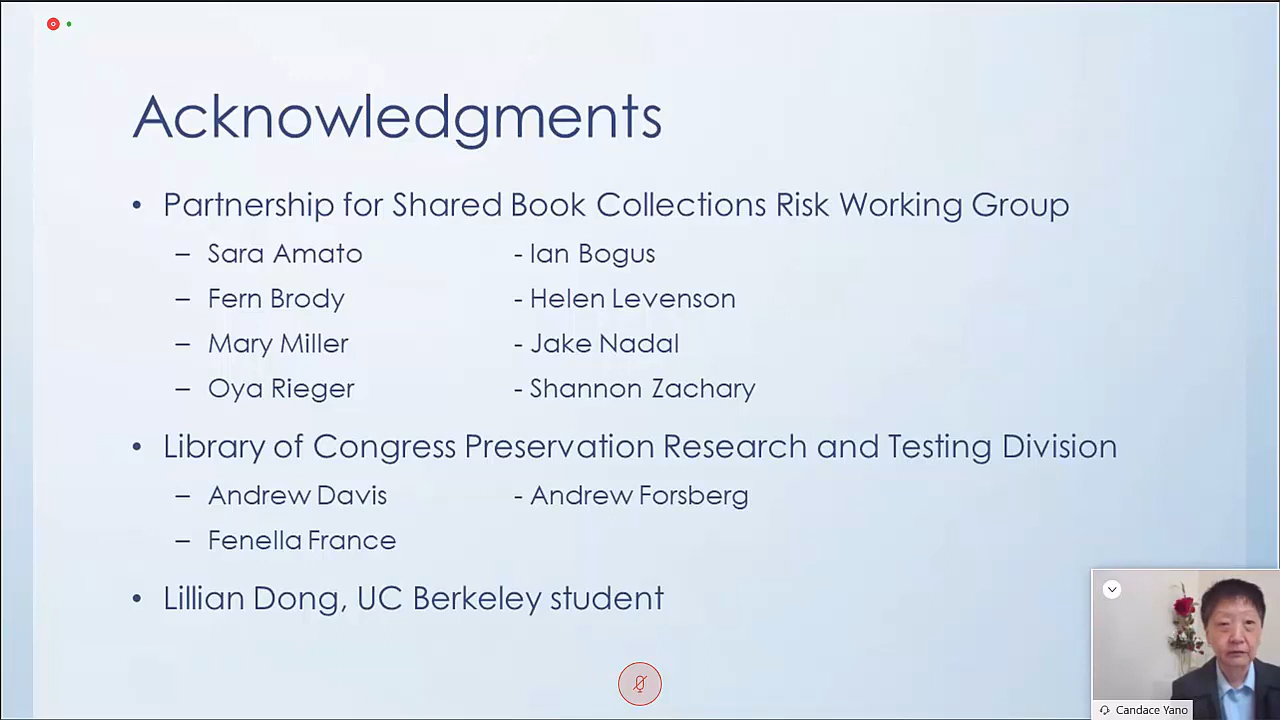 Acknowledgments
• Partnership for Shared Book Collections Risk Working Group
– Sara Amato - Ian Bogus
– Fern Brody - Helen Levenson
– Mary Miller - Jake Nadal
– Oya Rieger - Shannon Zachary
• Library of Congress Preservation Research and Testing Division
– Andrew Davis - Andrew Forsberg
– Fenella France
• Lillian Dong, UC Berkeley student
Candace Yano